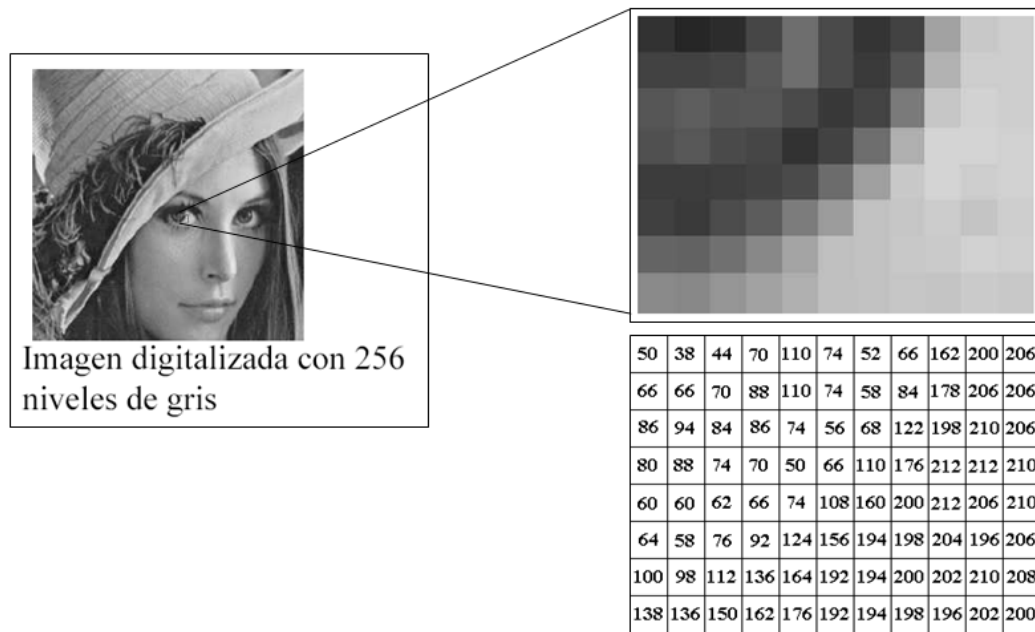 Imagen digitalizada con 256
niveles de gris
50 38 44 70 110 74 52 66 162 200 206
66 66 70 88 110 74 58 84 178 206 206
86 94 84 86 74 56 68 122 198 210 206
80 88 74 70 50 66 110 176 212 212 210
60 60 62 66 74 108 160 200 212 206 210
64 58 76 92 124 156 194 198 204 196 206
100 98 112 136 164 192 194 200 202 210 208
138 136 150 162 176 192 194 198 196 202 200